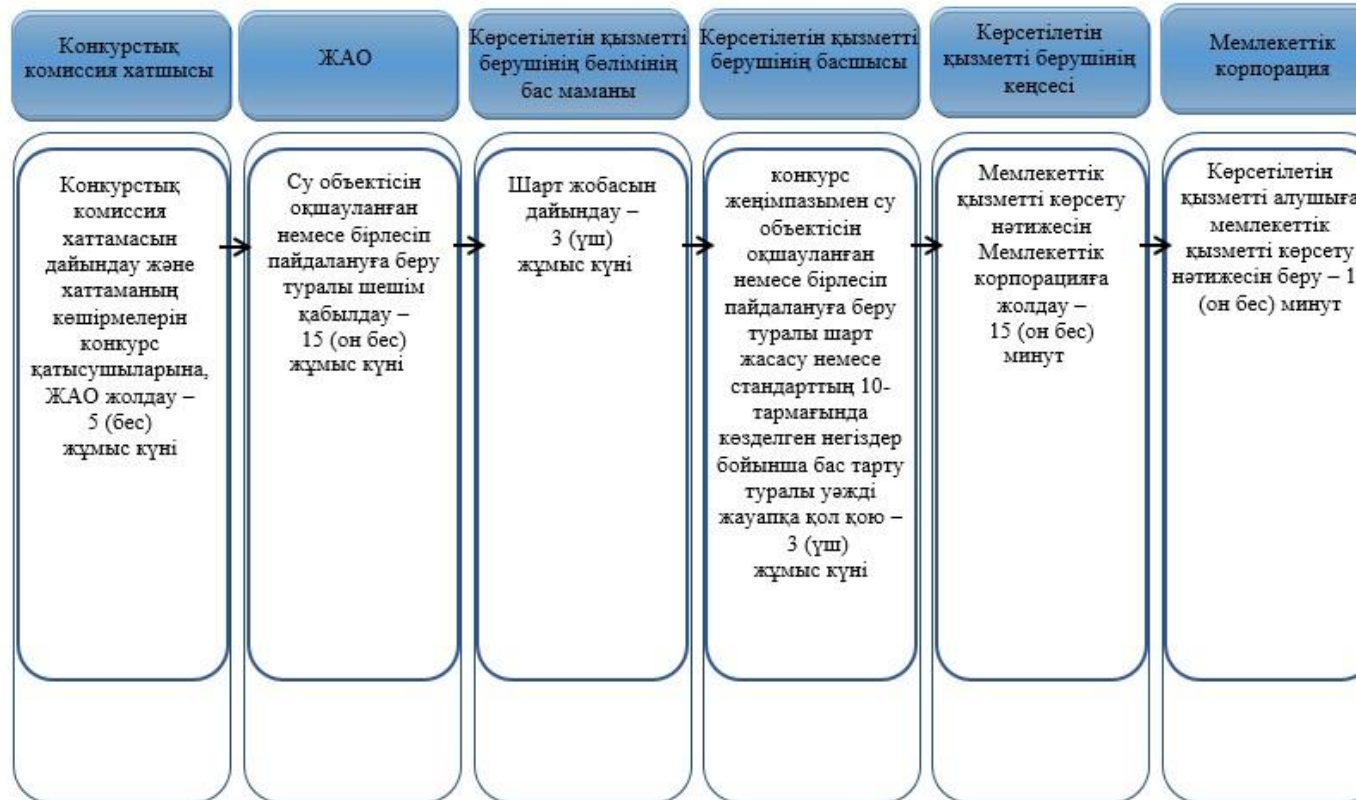 Конкурстық
комиссия хатшысы
ЖАО
Көрсетілетін қызметті
берушінің бөлімінің
бас маманы
Көрсетілетін қызметті
берушінің басшысы
Көрсетілетін
қызметті берушінің
кеңсесі
Мемлекеттік
корпорация
Конкурстық
комиссия
хаттамасын
дайындау және
хаттаманың
көшірмелерін
конкурс
қатысушыларына,
ЖАО жолдау –
5 (бес)
жұмыс күні
Су объектісін
оқшауланған
немесе бірлесіп
пайдалануға беру
туралы шешім
қабылдау –
15 (он бес)
жұмыс күні
Шарт жобасын
дайындау –
3 (үш)
жұмыс күні
конкурс
жеңімпазымен су
объектісін
оқшауланған
немесе бірлесіп
пайдалануға беру
туралы шарт
жасасу немесе
стандарттың 10-
тармағында
көзделген негіздер
бойынша бас тарту
туралы уәжді
жауапқа қол қою –
3 (үш)
жұмыс күні
Мемлекеттік
қызметті көрсету
нәтижесін
Мемлекеттік
корпорацияға
жолдау –
15 (он бес)
минут
Көрсетілетін
қызметті алушыға
мемлекеттік
қызметті көрсету
нәтижесін беру – 1
(он бес) минут